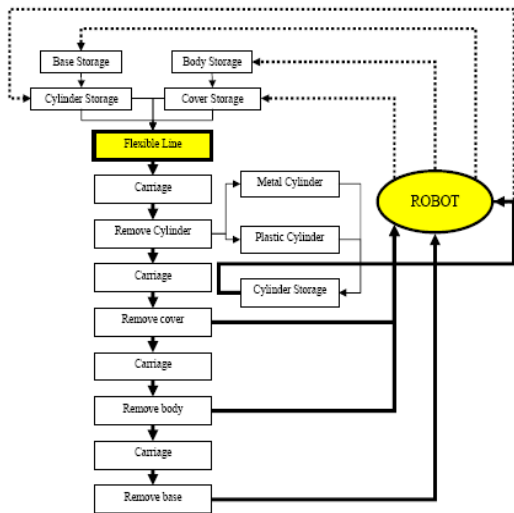 Base Storage
Body Storage
Cylinder Storage
Cover Storage
Flexible Line
Carriage
Metal Cylinder
ROBOT
Remove Cylinder
Plastic Cylinder
Carriage
Cylinder Storage
Remove cover
Carriage
Remove body
Carriage
Remove base